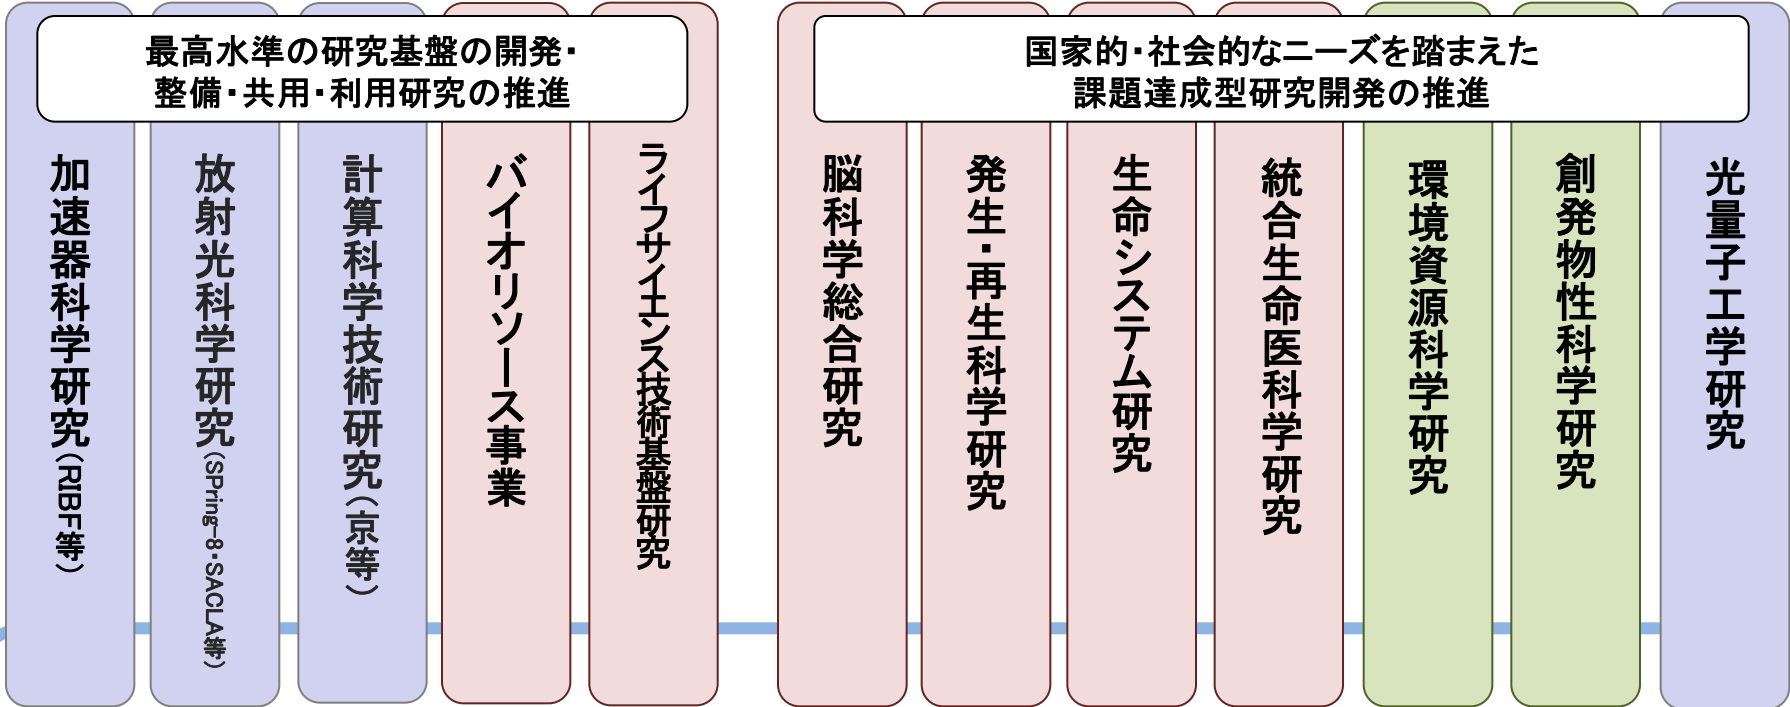 最高水準の研究基盤の開発・
整備・共用・利用研究の推進
加速器科学研究（RIBF等）
放射光科学研究（SPring−8・SACLA等）
計算科学技術研究（京等）
バイオリソース事業
ライフサイエンス技術基盤研究
国家的・社会的なニーズを踏まえた
課題達成型研究開発の推進
脳科学総合研究
発生・再生科学研究
生命システム研究
統合生命医科学研究
環境資源科学研究
創発物性科学研究
光量子工学研究